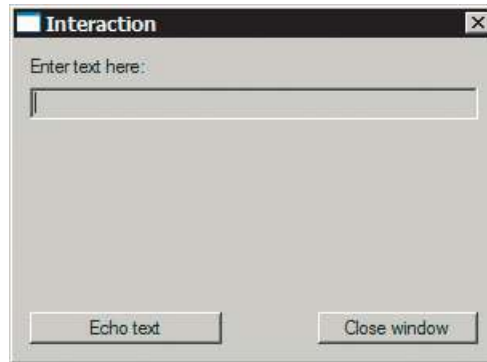 Interaction
Enter text here:
Echo text
Close window